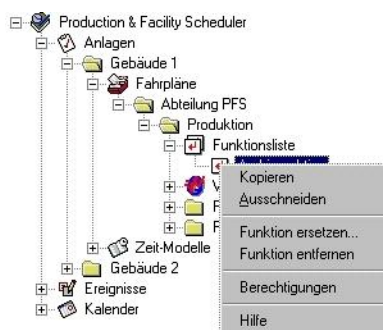 Production & Facility Scheduler
Anlagen
Gebäude 1
Fahrpläne
Abteilung PFS
Produktion
Funktionsliste
Kopieren
Ausschneiden
Funktion ersetzen...
Funktion entfernen
Berechtigungen
Hilfe
V
F
F
Zeit-Modelle
Gebäude 2
Ereignisse
Kalender